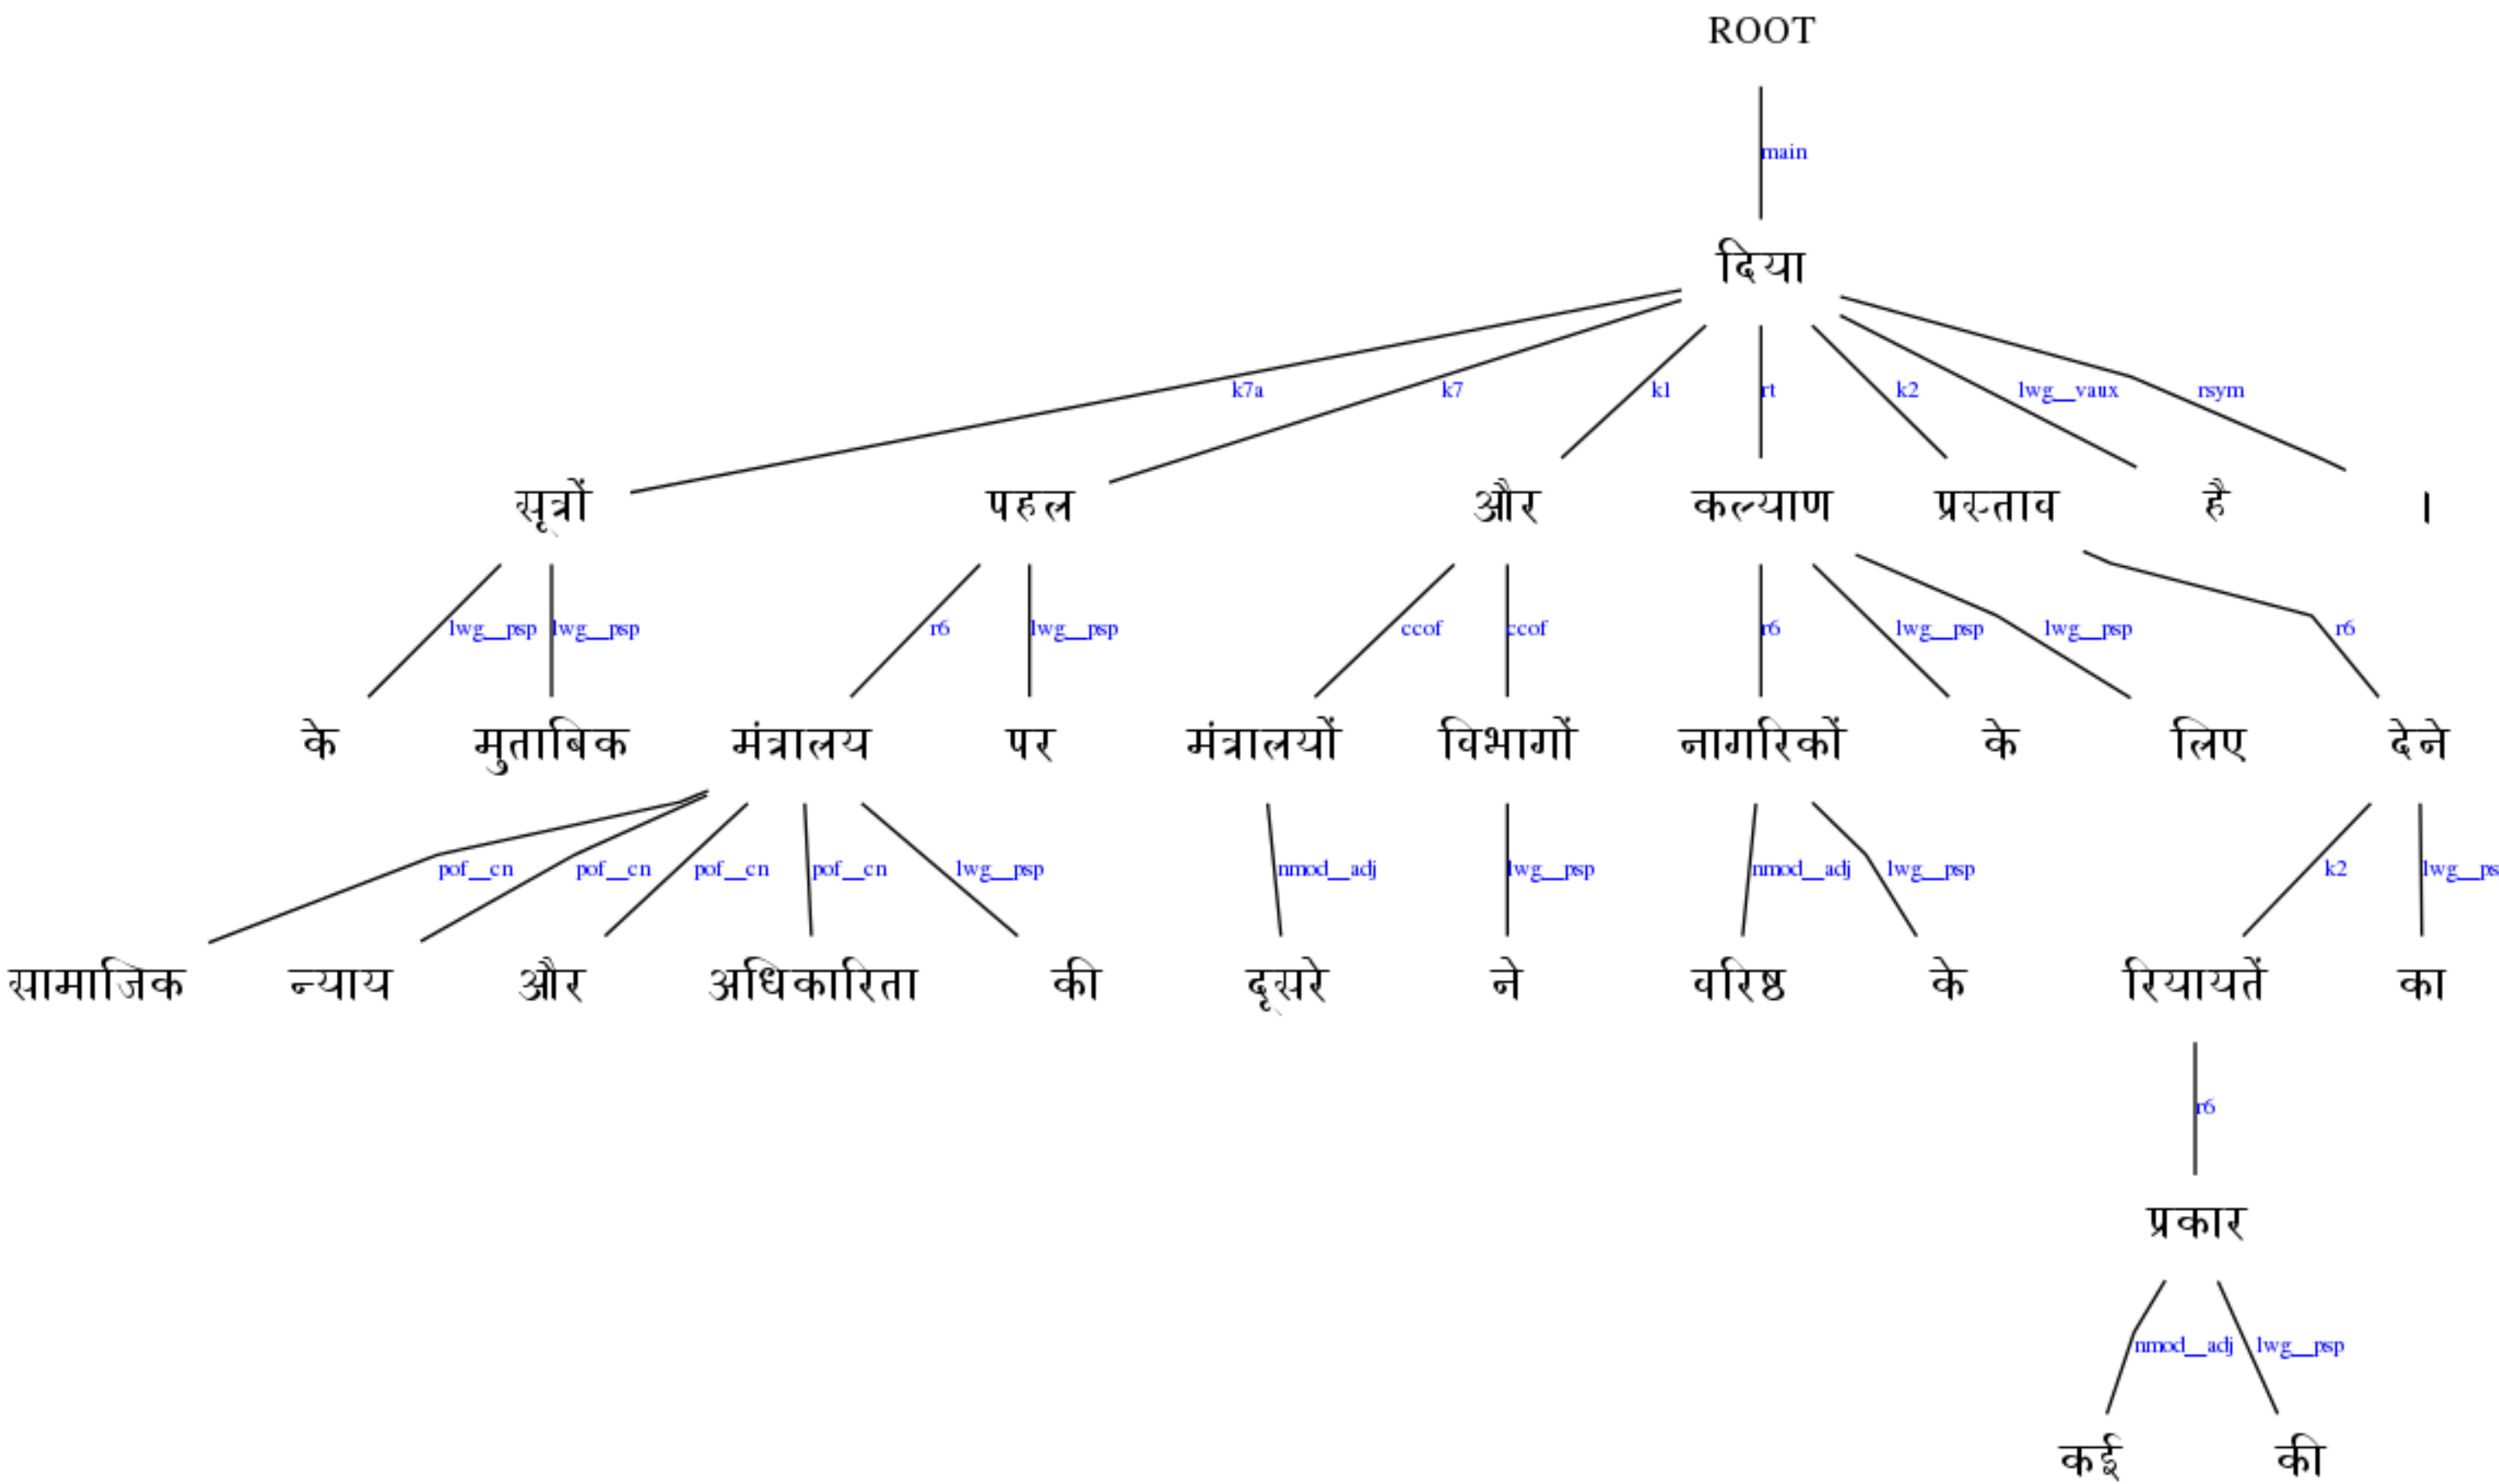 ROOT
main
दिया
k7a k7 k1 rt k2 lwg__vaux rsym
सूत्रों पहल और कल्याण प्रस्ताव है ।
lwg__psp lwg__psp r6 lwg__psp ccof ccof r6 lwg__psp lwg__psp r6
के मुताबिक मंत्रालय पर मंत्रालयों विभागों नागरिकों के लिए देने
pof__cn pof__cn pof__cn pof__cn lwg__psp nmod__adj lwg__psp nmod__adj lwg__psp k2 lwg__ps
सामाजिक न्याय और अधिकारिता की दूसरे ने वरिष्ठ के रियायतें का
r6
प्रकार
nmod__adj lwg__psp
कई की